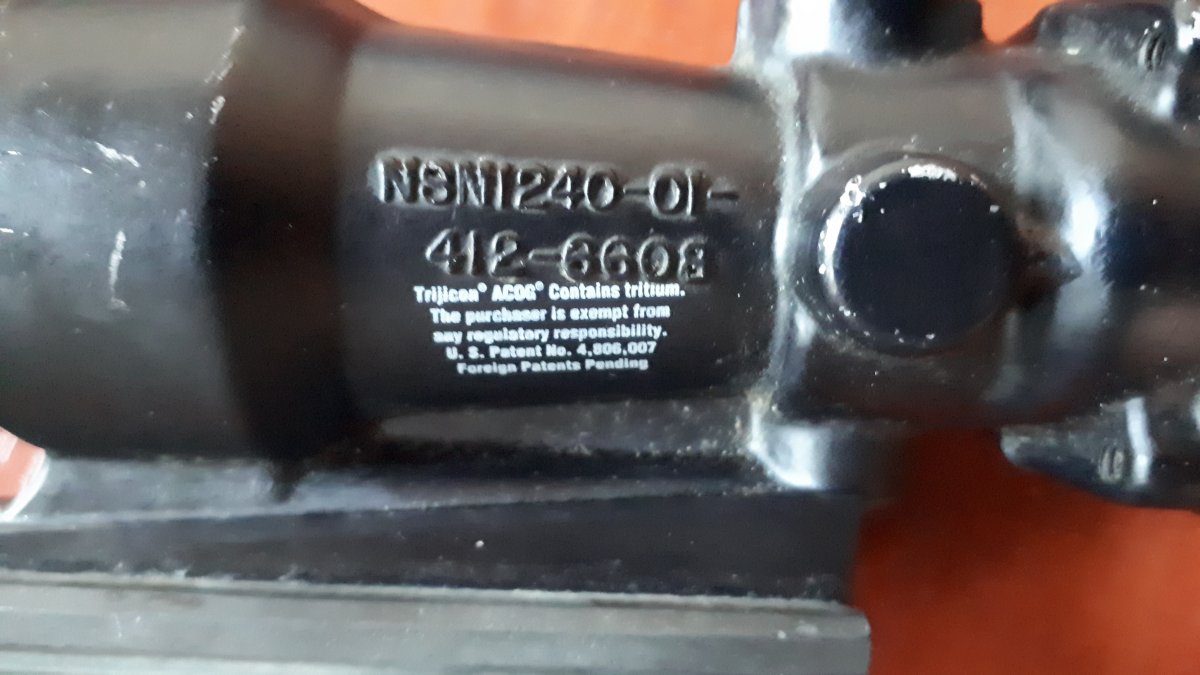 NSN1240-01-
412-6608
Trijicon® ACOG® Contains tritium.
The purchaser is exempt from
any regulatory responsibility.
U. S. Patent No. 4,806,007
Foreign Patents Pending